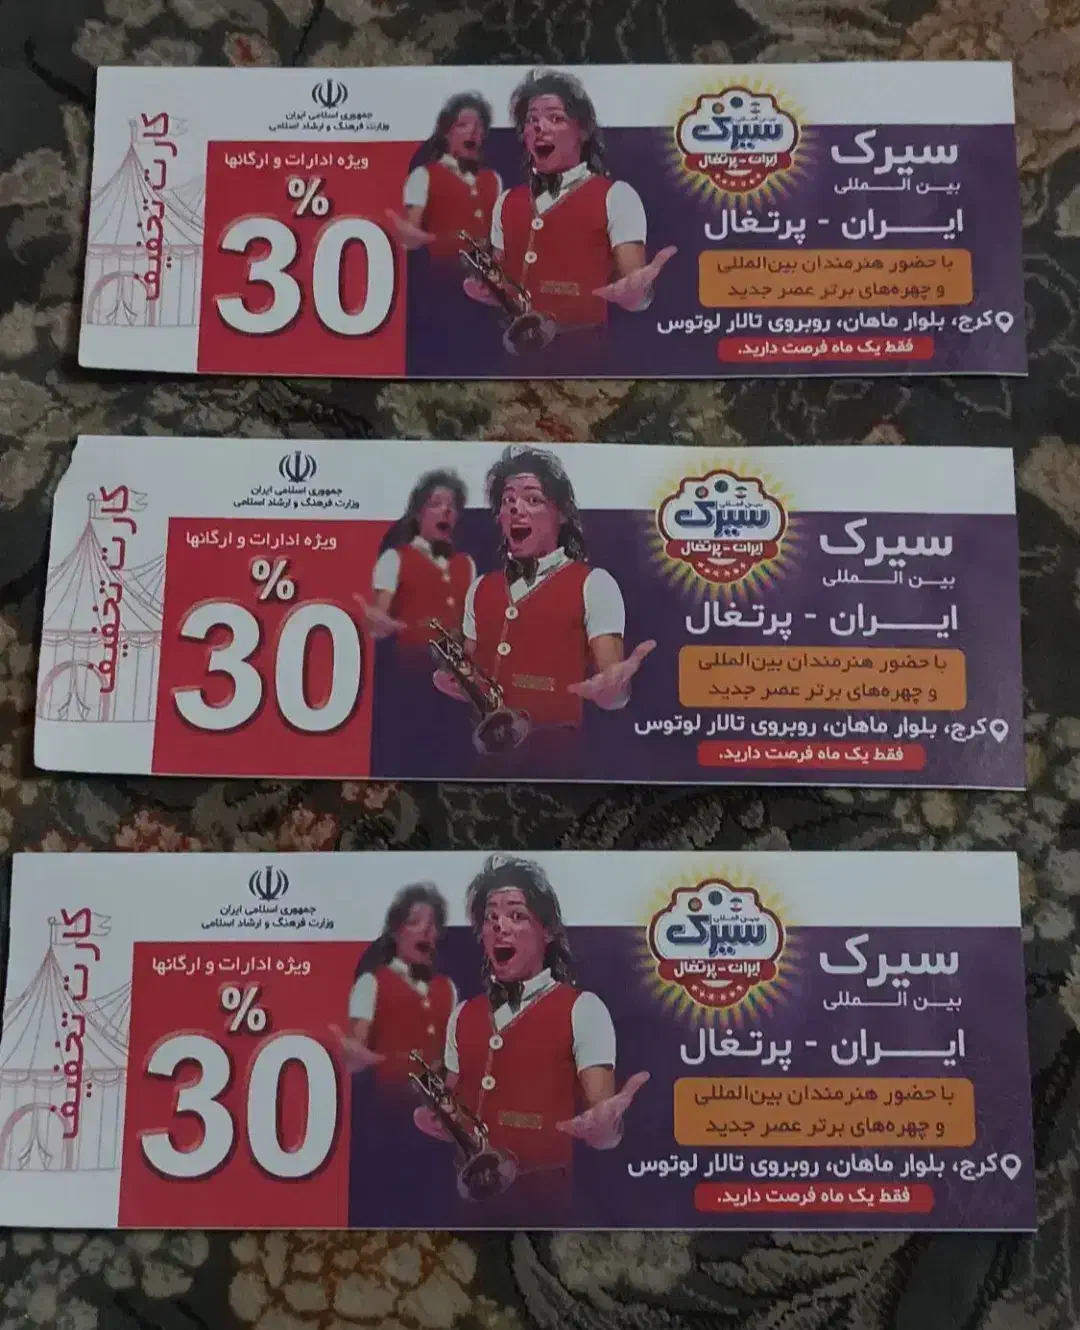 کارت تخفیف
جمهوری اسلامی ایران
وزارت فرهنگ و ارشاد اسلامی
ویژه ادارات و ارگانها
%
30
بین المللی
سیرک
ایران - پرتغال
سیرک
بین المللی
ایران - پرتغال
با حضور هنرمندان بین‌المللی
و چهره‌های برتر عصر جدید
کرج، بلوار ماهان، روبروی تالار لوتوس
فقط یک ماه فرصت دارید.
کارت تخفیف
جمهوری اسلامی ایران
وزارت فرهنگ و ارشاد اسلامی
ویژه ادارات و ارگانها
%
30
بین المللی
سیرک
ایران - پرتغال
سیرک
بین المللی
ایران - پرتغال
با حضور هنرمندان بین‌المللی
و چهره‌های برتر عصر جدید
کرج، بلوار ماهان، روبروی تالار لوتوس
فقط یک ماه فرصت دارید.
کارت تخفیف
جمهوری اسلامی ایران
وزارت فرهنگ و ارشاد اسلامی
ویژه ادارات و ارگانها
%
30
بین المللی
سیرک
ایران - پرتغال
سیرک
بین المللی
ایران - پرتغال
با حضور هنرمندان بین‌المللی
و چهره‌های برتر عصر جدید
کرج، بلوار ماهان، روبروی تالار لوتوس
فقط یک ماه فرصت دارید.